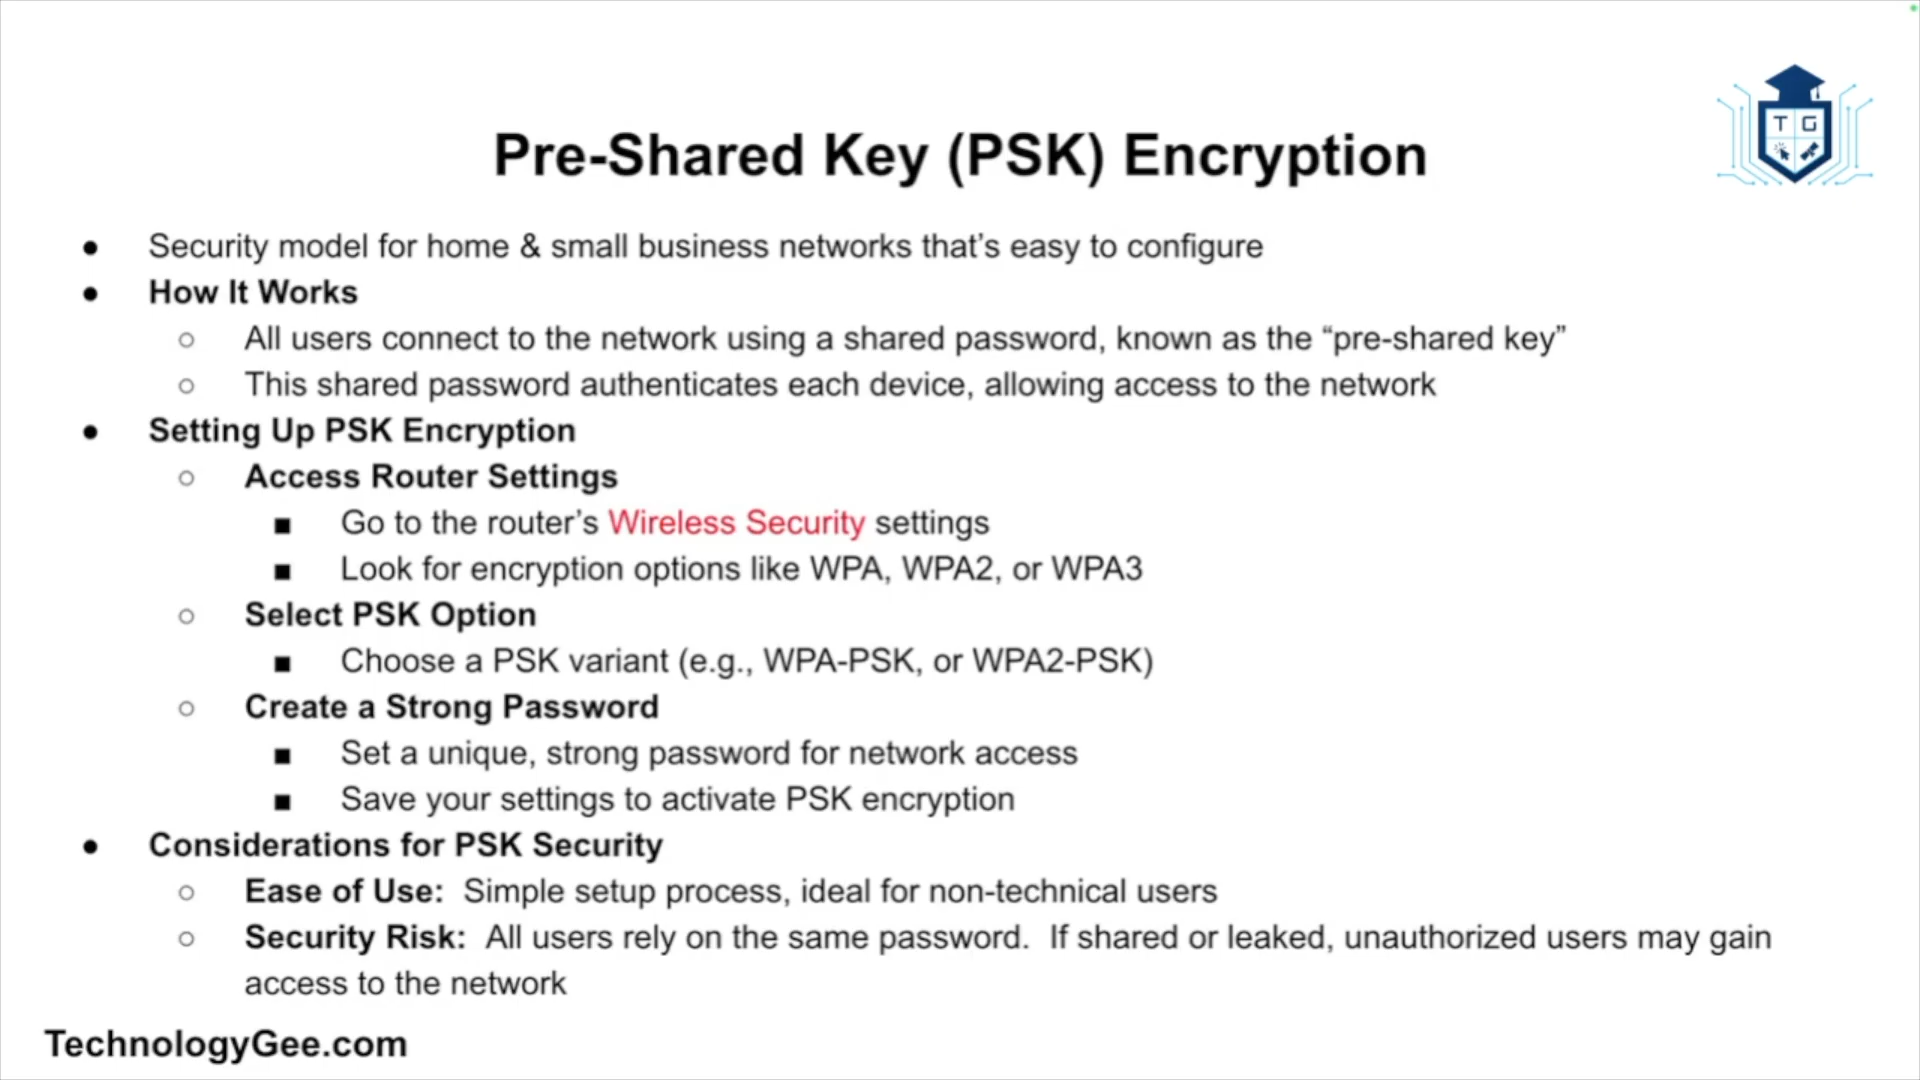 T G
Pre-Shared Key (PSK) Encryption
● Security model for home & small business networks that’s easy to configure
● How It Works
○ All users connect to the network using a shared password, known as the “pre-shared key”
○ This shared password authenticates each device, allowing access to the network
● Setting Up PSK Encryption
○ Access Router Settings
■ Go to the router’s Wireless Security settings
■ Look for encryption options like WPA, WPA2, or WPA3
○ Select PSK Option
■ Choose a PSK variant (e.g., WPA-PSK, or WPA2-PSK)
○ Create a Strong Password
■ Set a unique, strong password for network access
■ Save your settings to activate PSK encryption
● Considerations for PSK Security
○ Ease of Use:  Simple setup process, ideal for non-technical users
○ Security Risk:  All users rely on the same password.  If shared or leaked, unauthorized users may gain
access to the network
TechnologyGee.com